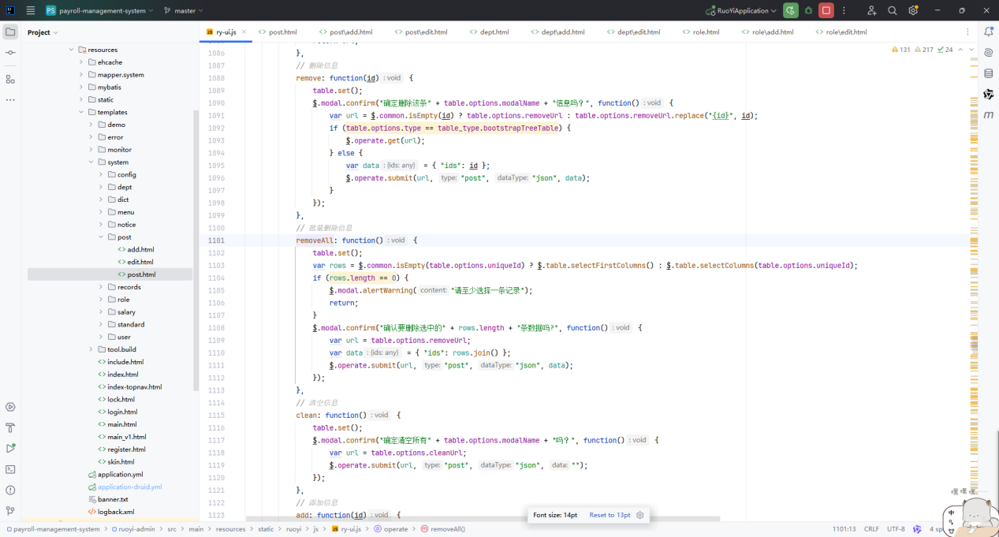 PS payroll-management-system master RuoYiApplication
Project
ry-ui.js post.html post\add.html post\edit.html dept.html dept\add.html dept\edit.html role.html role\add.html role\edit.html
131 217 24
resources
ehcache
mapper.system
mybatis
static
templates
demo
error
monitor
system
config
dept
dict
menu
notice
post
add.html
edit.html
post.html
records
role
salary
standard
user
tool.build
include.html
index.html
index-topnav.html
lock.html
login.html
main.html
main_v1.html
register.html
skin.html
application.yml
application-druid.yml
banner.txt
logback.xml
1086 },
1087 // 删除信息
1088 remove: function(id) : void {
1089 table.set();
1090 $.modal.confirm("确定删除该条" + table.options.modalName + "信息吗？", function() : void {
1091 var url = $.common.isEmpty(id) ? table.options.removeUrl : table.options.removeUrl.replace("{id}", id);
1092 if (table.options.type == table_type.bootstrapTreeTable) {
1093 $.operate.get(url);
1094 } else {
1095 var data : {ids: any} = { "ids": id };
1096 $.operate.submit(url, type: "post", dataType: "json", data);
1097 }
1098 });
1099 },
1100 // 批量删除信息
1101 removeAll: function() : void {
1102 table.set();
1103 var rows = $.common.isEmpty(table.options.uniqueId) ? $.table.selectFirstColumns() : $.table.selectColumns(table.options.uniqueId);
1104 if (rows.length == 0) {
1105 $.modal.alertWarning( content: "请至少选择一条记录");
1106 return;
1107 }
1108 $.modal.confirm("确认要删除选中的" + rows.length + "条数据吗?", function() : void {
1109 var url = table.options.removeUrl;
1110 var data : {ids: any} = { "ids": rows.join() };
1111 $.operate.submit(url, type: "post", dataType: "json", data);
1112 });
1113 },
1114 // 清空信息
1115 clean: function() : void {
1116 table.set();
1117 $.modal.confirm("确定清空所有" + table.options.modalName + "吗？", function() : void {
1118 var url = table.options.cleanUrl;
1119 $.operate.submit(url, type: "post", dataType: "json", data: "");
1120 });
1121 },
1122 // 添加信息
1123 add: function(id) : void {
Font size: 14pt Reset to 13pt
嘿 嘿 嘿
中
payroll-management-system > ruoyi-admin > src > main > resources > static > ruoyi > js > ry-ui.js > operate > removeAll() 1101:13 CRLF UTF-8 4 sp